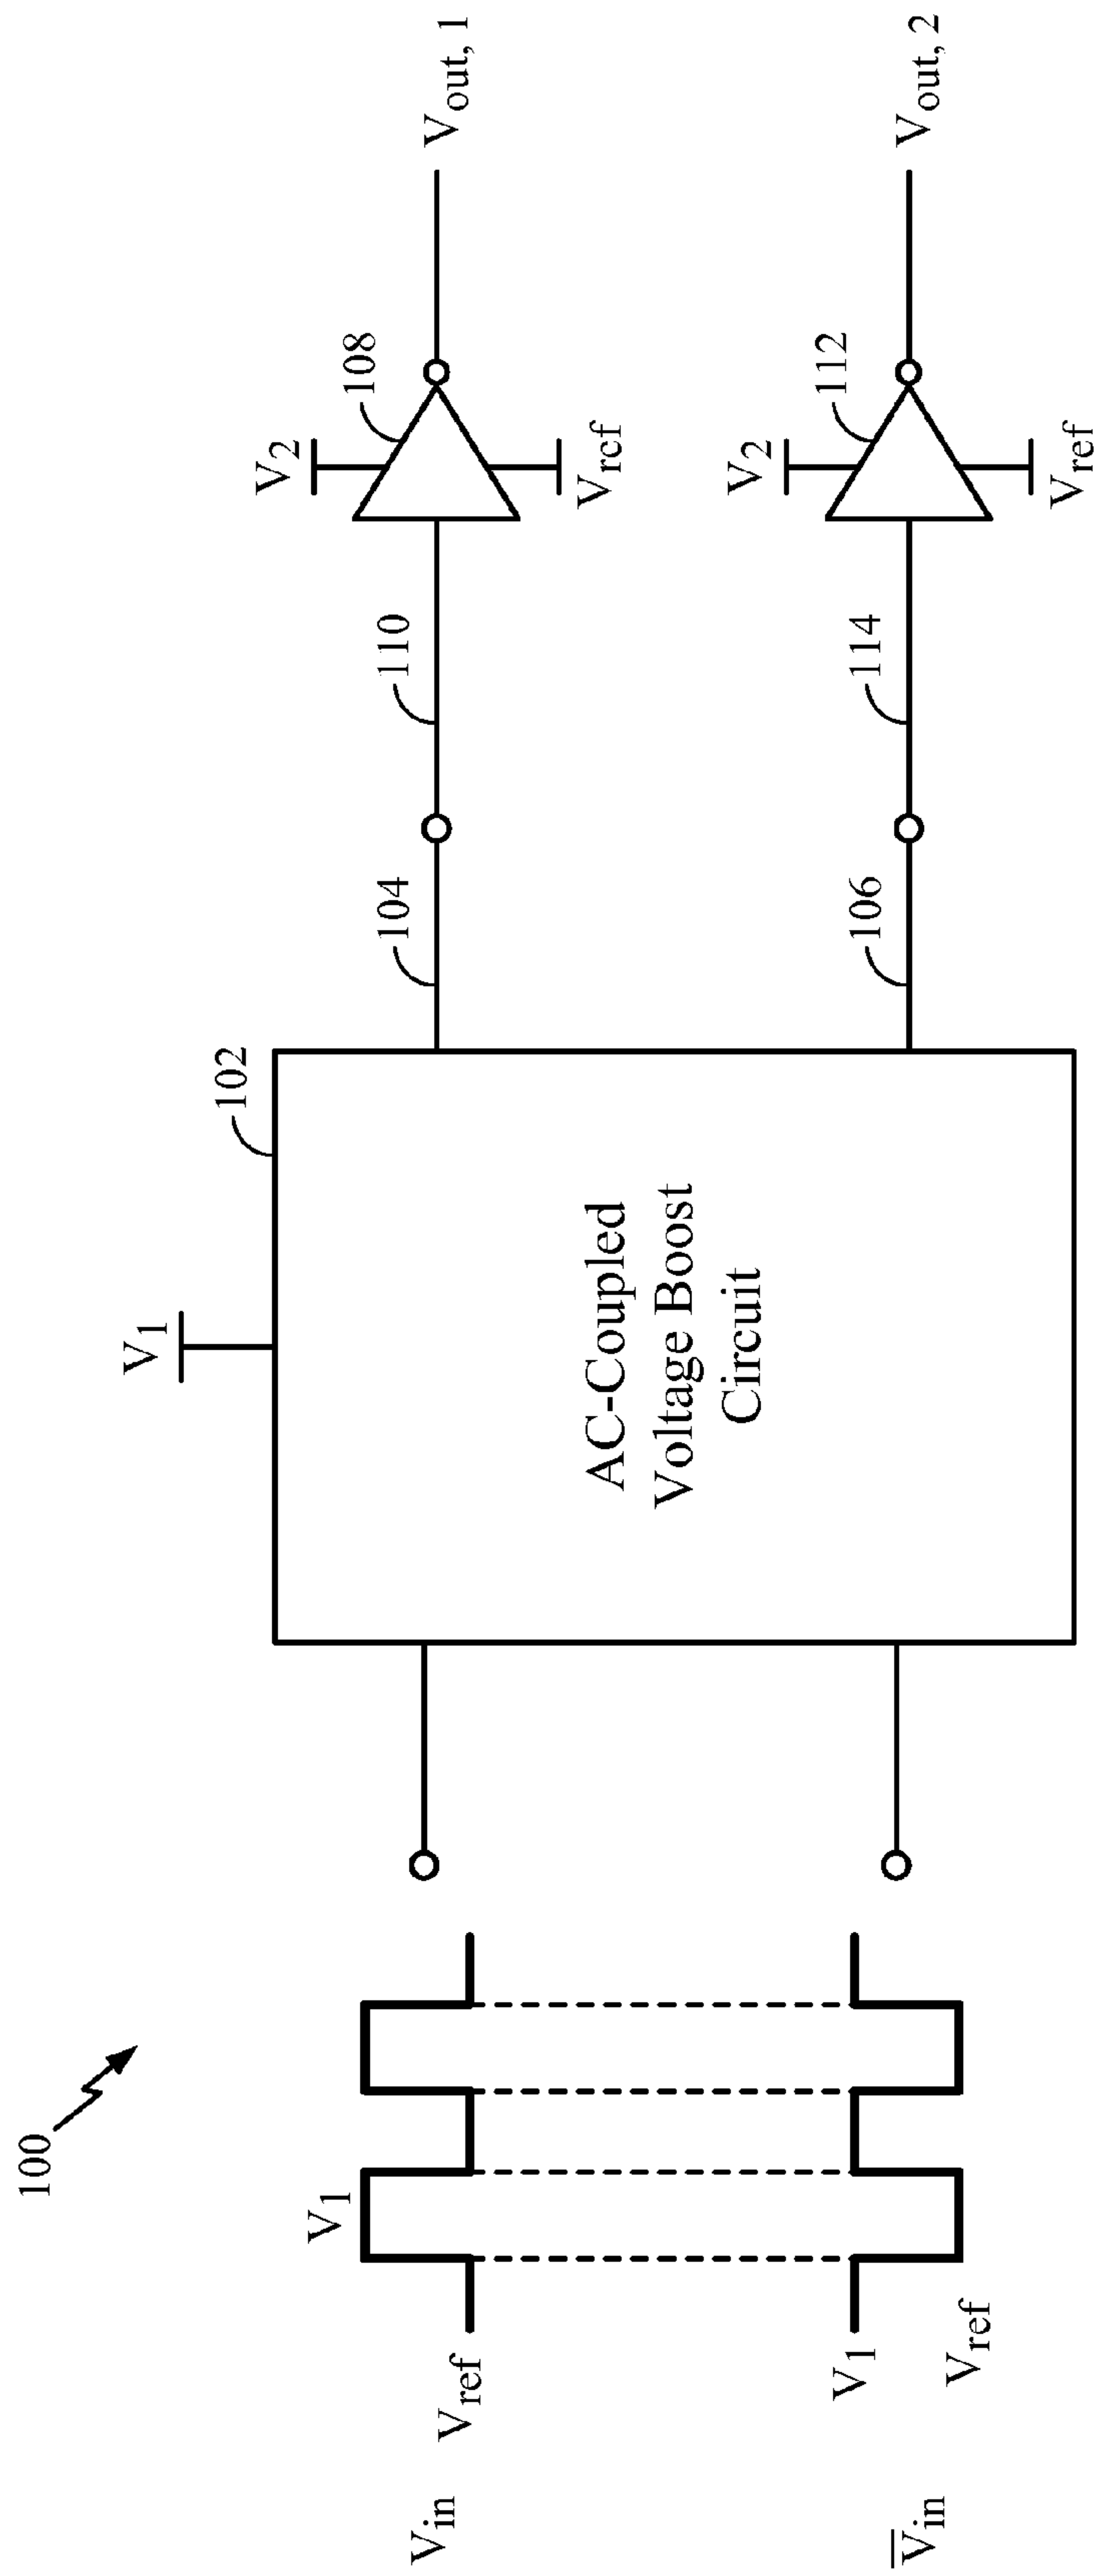 100
V1
102
V2
108
104
110
Vout, 1
Vrcf
V1
Vref
Vin
AC-Coupled
Voltage Boost
Circuit
V2
112
106
114
Vout, 2
Vref
V1
Vref
V̅in